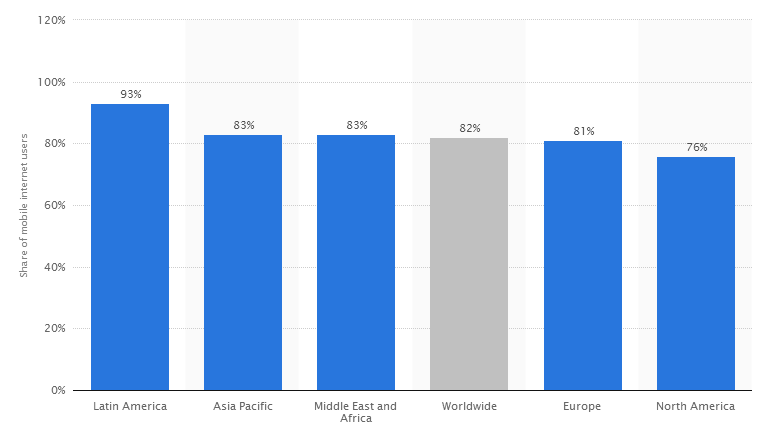 120%
100%
80%
60%
40%
20%
0%
Share of mobile internet users
93%
83%
83%
82%
81%
76%
Latin America
Asia Pacific
Middle East and
Africa
Worldwide
Europe
North America